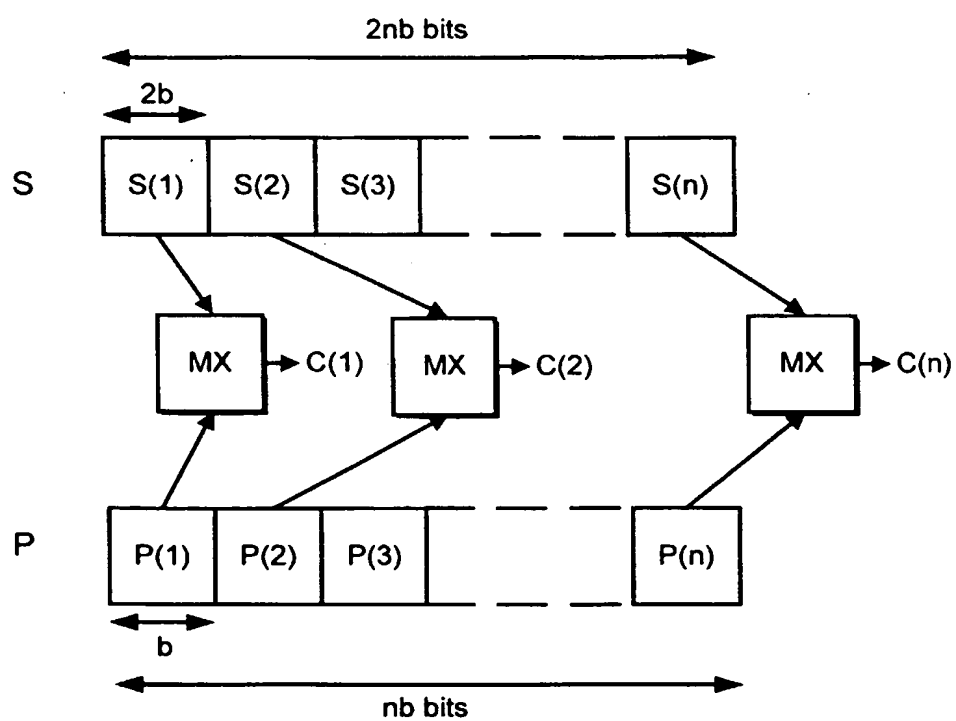 2nb bits
2b
S S(1) S(2) S(3) S(n)
MX C(1) MX C(2) MX C(n)
P P(1) P(2) P(3) P(n)
b
nb bits